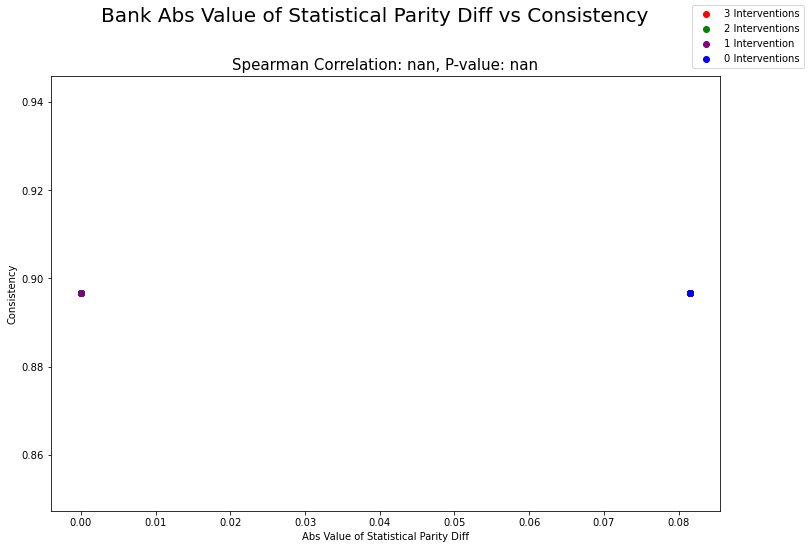 Bank Abs Value of Statistical Parity Diff vs Consistency
3 Interventions
2 Interventions
1 Intervention
0 Interventions
Spearman Correlation: nan, P-value: nan
0.94
0.92
0.90
0.88
0.86
Consistency
0.00 0.01 0.02 0.03 0.04 0.05 0.06 0.07 0.08
Abs Value of Statistical Parity Diff